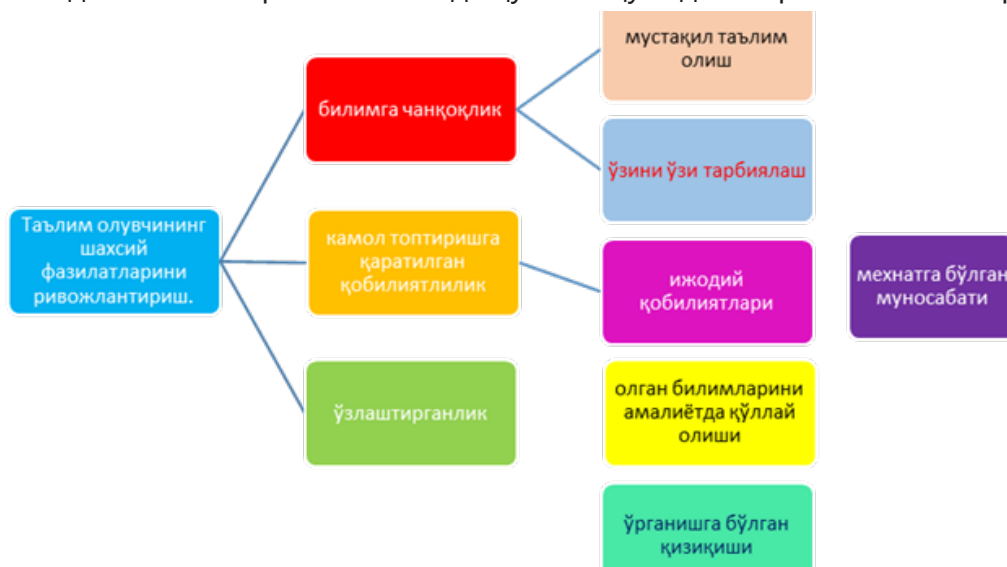 Таълим олувчининг
шахсий
фазилатларини
ривожлантириш.
билимга чанқоқлик
камол топтиришга
қаратилган
қобилиятлилик
ўзлаштирганлик
мустақил таълим
олиш
ўзини ўзи тарбиялаш
ижодий
қобилиятлари
олган билимларини
амалиётда қўллай
олиши
ўрганишга бўлган
қизиқиши
мехнатга бўлган
муносабати